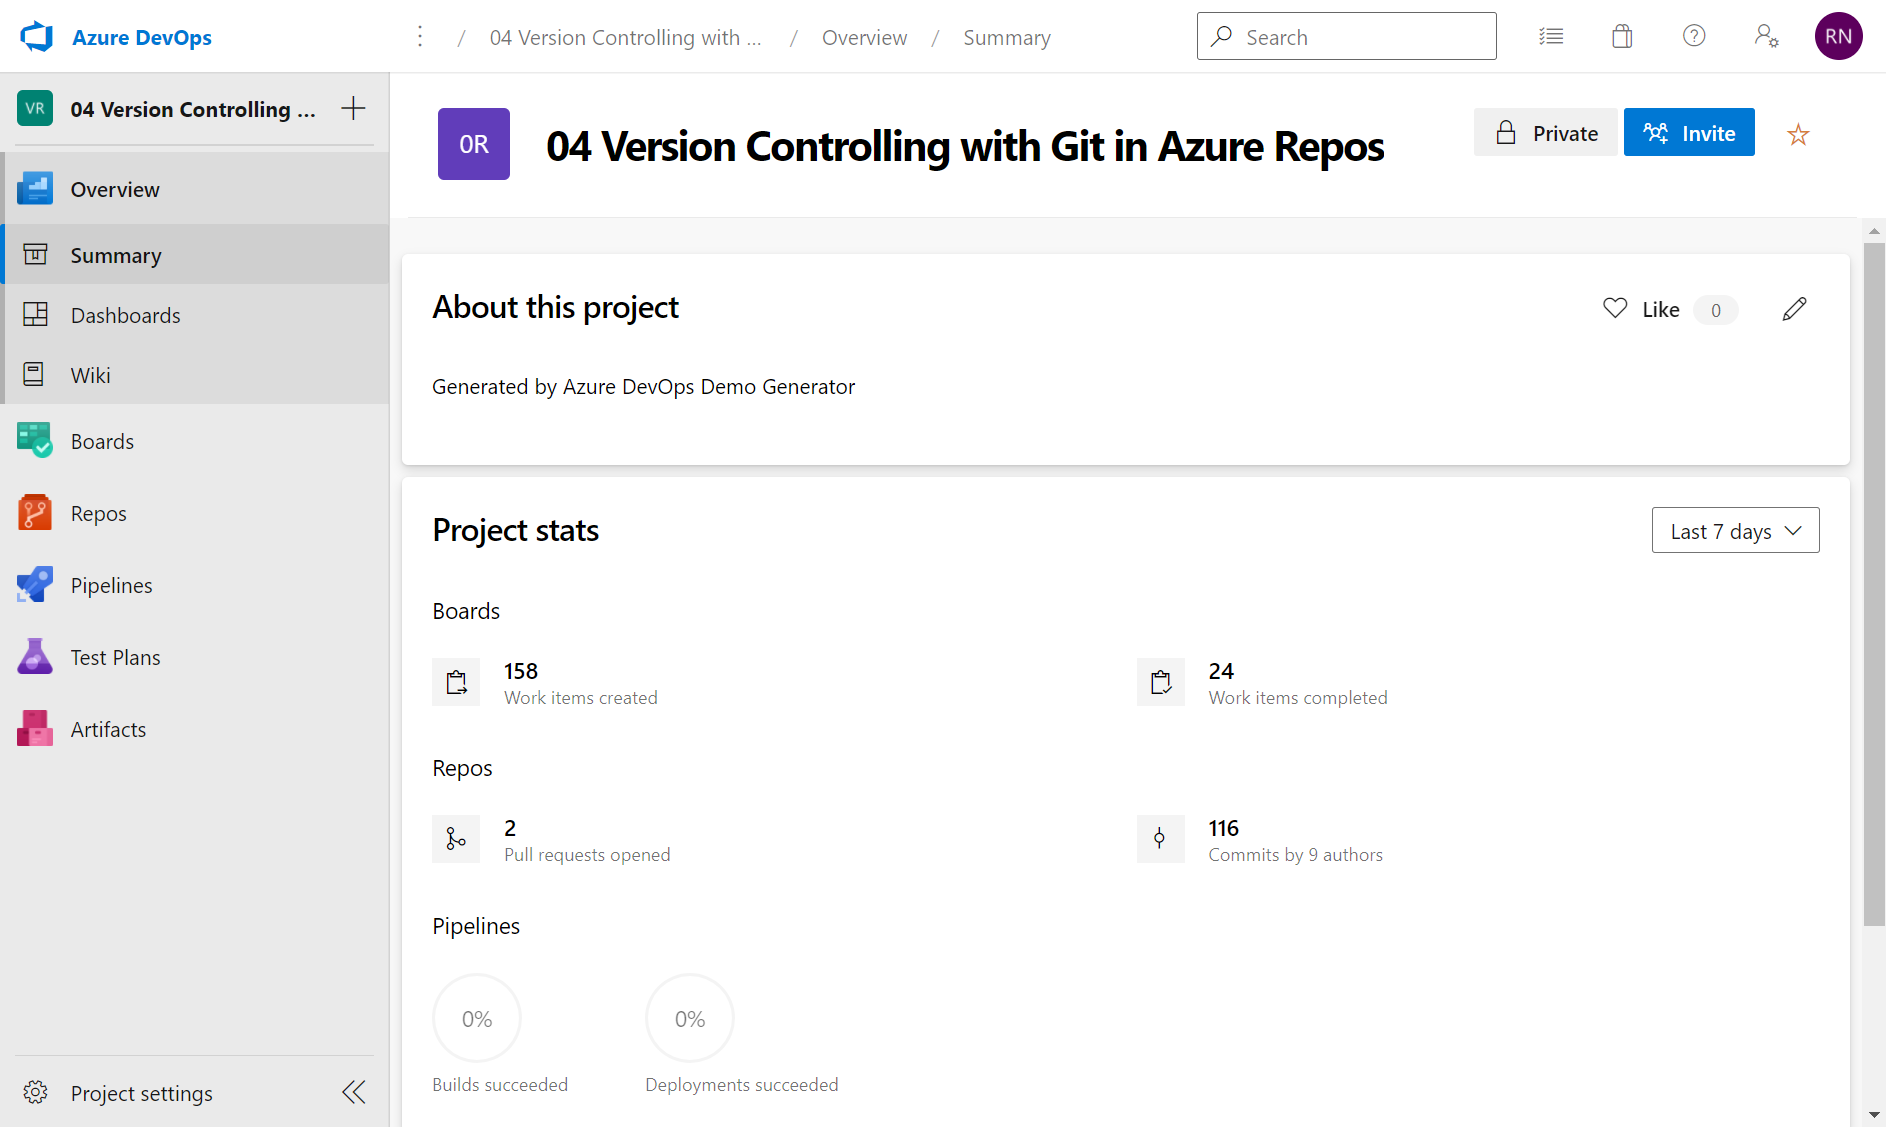 Azure DevOps
/ 04 Version Controlling with ... / Overview / Summary
Search
RN
VR
04 Version Controlling ...
Overview
Summary
Dashboards
Wiki
Boards
Repos
Pipelines
Test Plans
Artifacts
Project settings
0R
04 Version Controlling with Git in Azure Repos
Private
Invite
About this project
Like 0
Generated by Azure DevOps Demo Generator
Project stats
Last 7 days
Boards
158
Work items created
24
Work items completed
Repos
2
Pull requests opened
116
Commits by 9 authors
Pipelines
0%
Builds succeeded
0%
Deployments succeeded